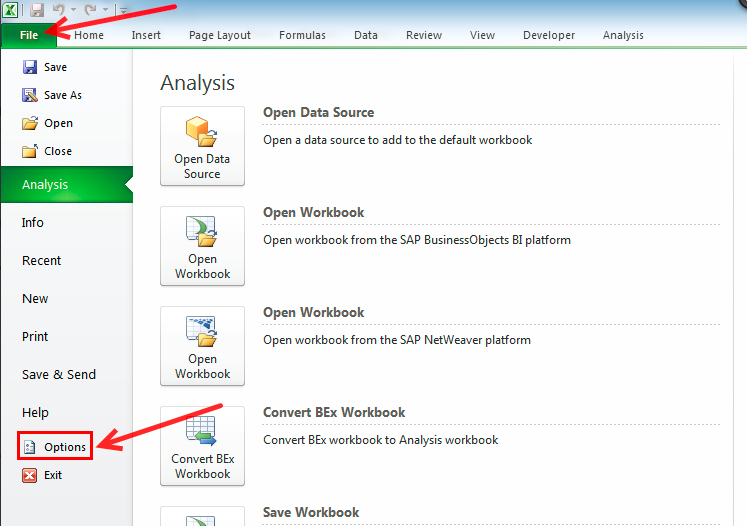 File Home Insert Page Layout Formulas Data Review View Developer Analysis
Save
Save As
Open
Close
Analysis
Info
Recent
New
Print
Save & Send
Help
Options
Exit
Analysis
Open Data
Source
Open Data Source
Open a data source to add to the default workbook
Open
Workbook
Open Workbook
Open workbook from the SAP BusinessObjects BI platform
Open
Workbook
Open Workbook
Open workbook from the SAP NetWeaver platform
Convert BEx
Workbook
Convert BEx Workbook
Convert BEx workbook to Analysis workbook
Save Workbook